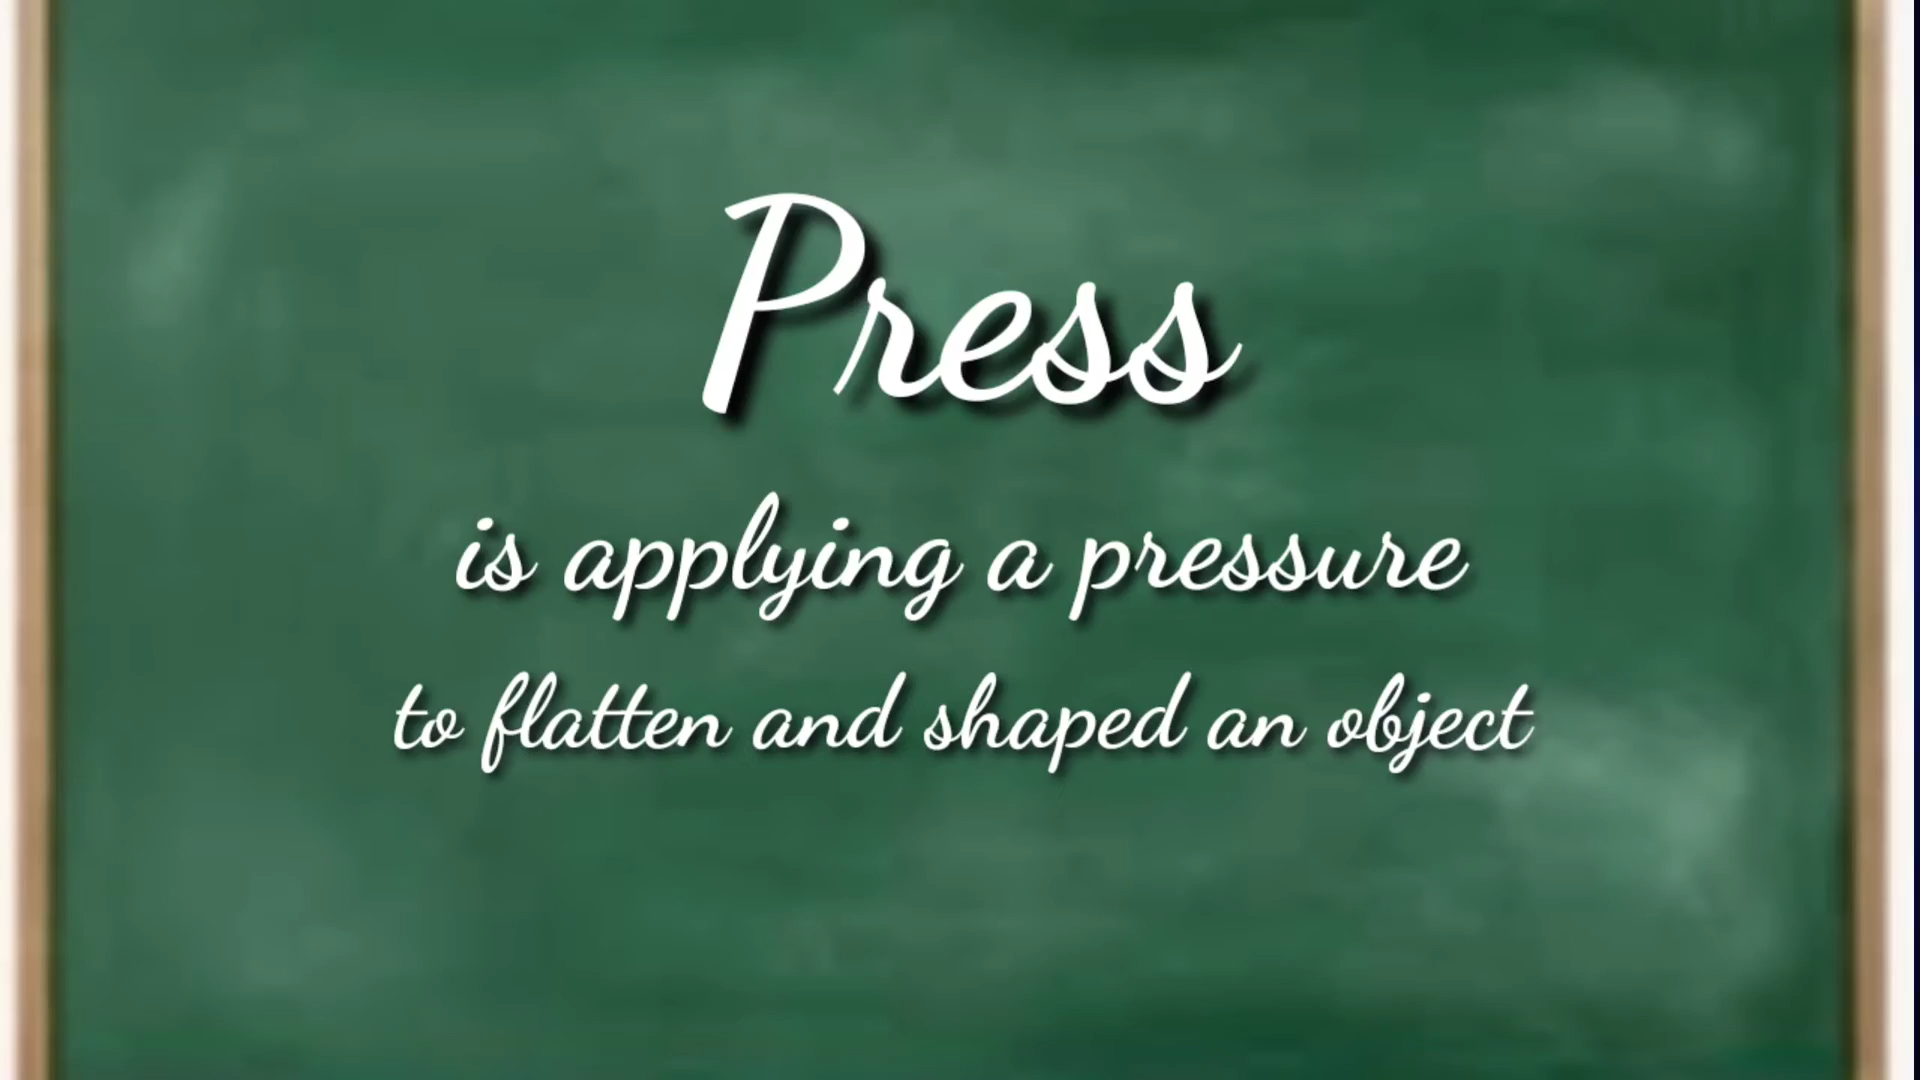 Press
is applying a pressure
to flatten and shaped an object